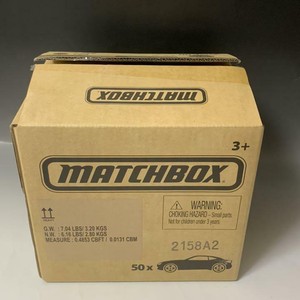 MATCHBOX
MATCHBOX
3+
WARNING:
CHOKING HAZARD - Small parts.
Not for children under 3 years.
G.W. : 7.04 LBS/ 3.20 KGS
N.W. : 6.16 LBS/ 2.80 KGS
MEASURE : 0.4653 CBFT/ 0.0131 CBM
2158A2
50 x